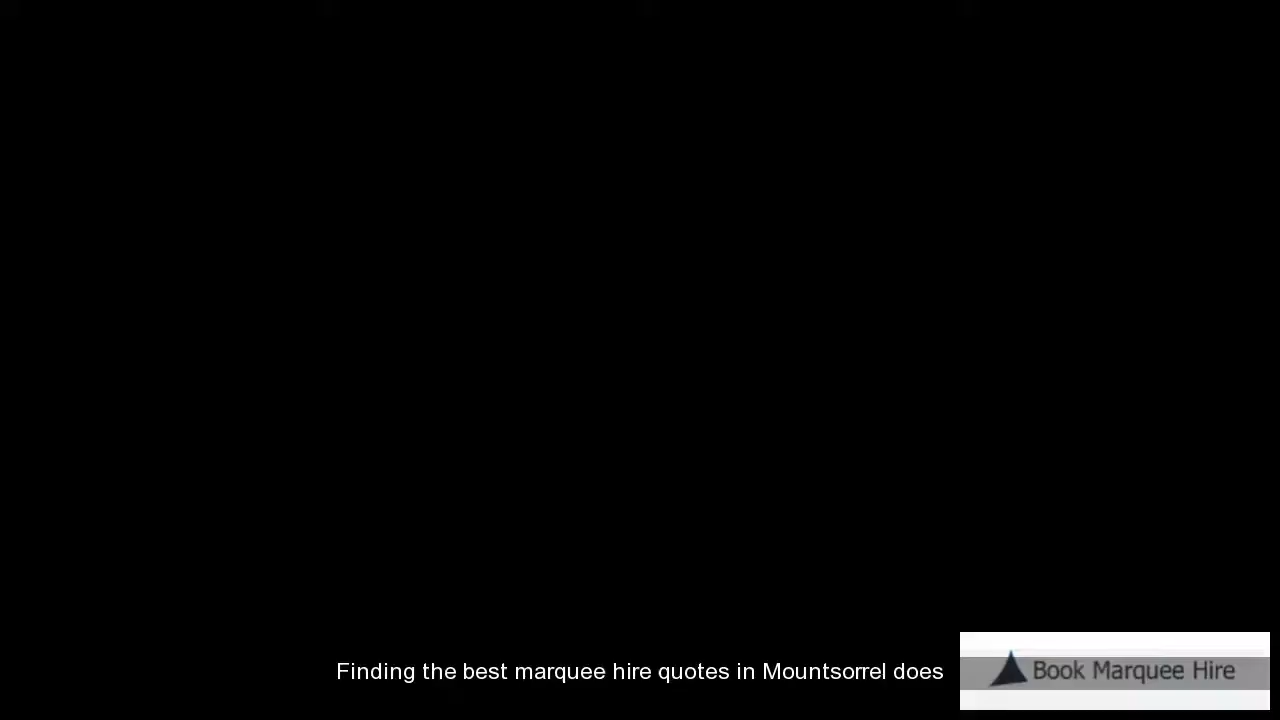 Finding the best marquee hire quotes in Mountsorrel does
Book Marquee Hire